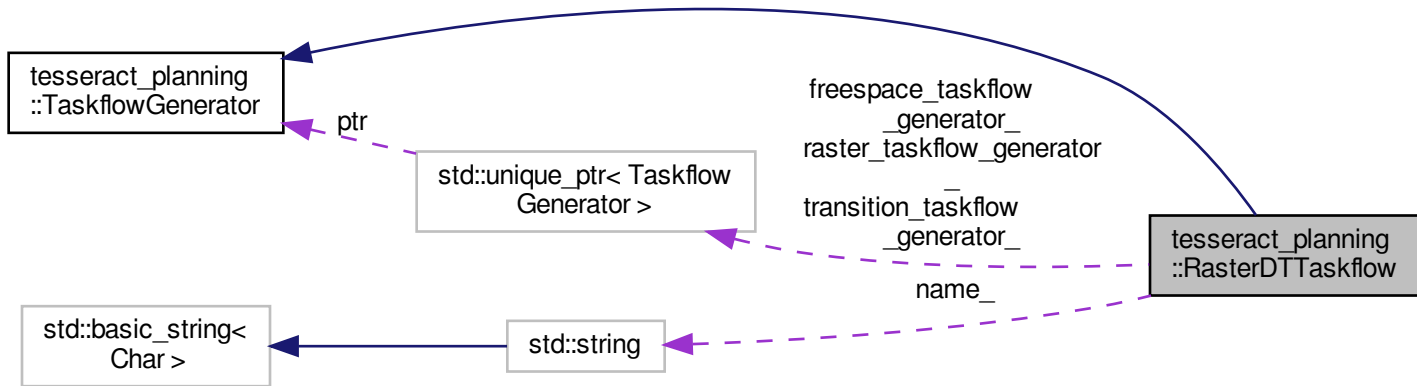 tesseract_planning
::TaskflowGenerator
ptr
std::unique_ptr< Taskflow
Generator >
freespace_taskflow
_generator_
raster_taskflow_generator
_
transition_taskflow
_generator_
tesseract_planning
::RasterDTTaskflow
name_
std::basic_string<
Char >
std::string